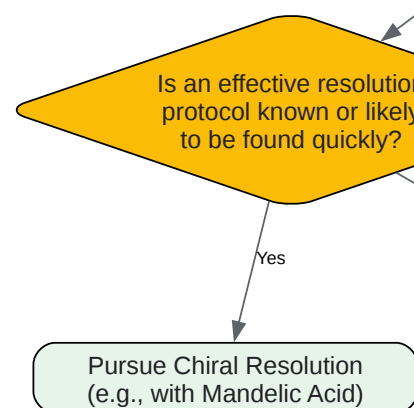 Is an effective resolution
protocol known or likely
to be found quickly?
Yes
Pursue Chiral Resolution
(e.g., with Mandelic Acid)